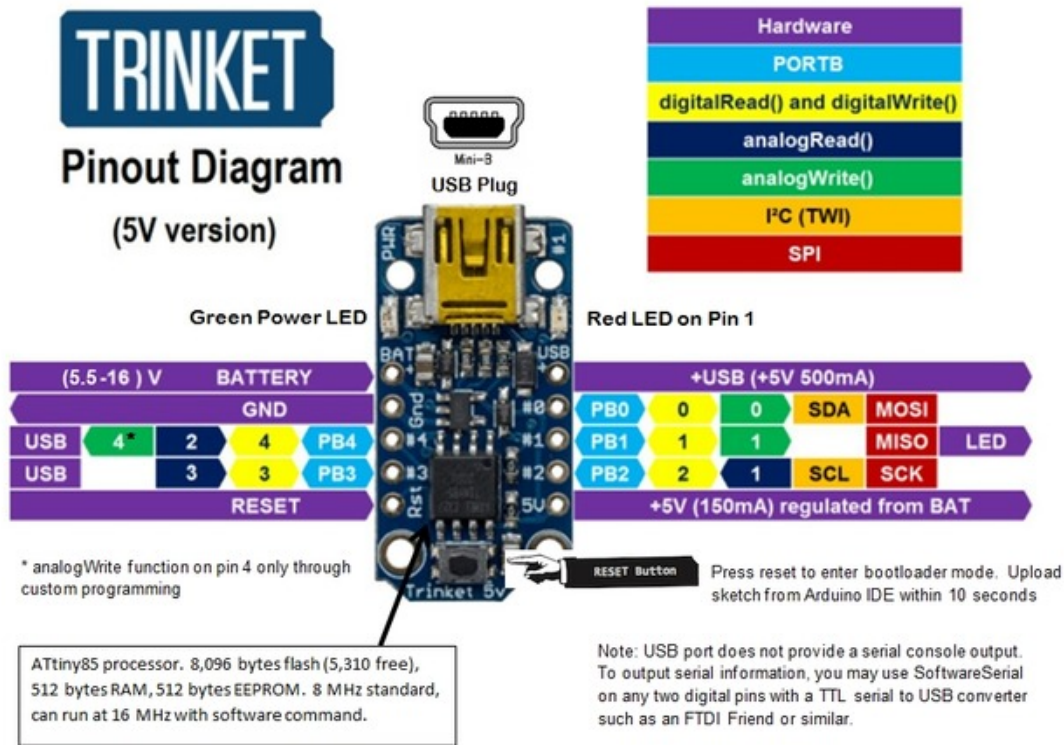 TRINKET
Pinout Diagram
(5V version)
Mini-B
USB Plug
Hardware
PORTB
digitalRead() and digitalWrite()
analogRead()
analogWrite()
I²C (TWI)
SPI
PWR
#1
Green Power LED
Red LED on Pin 1
BAT+
USB+
(5.5-16 ) V BATTERY
+USB (+5V 500mA)
GND
Gnd
#0
PB0 0 0 SDA MOSI
USB 4* 2 4 PB4
#4
#1
PB1 1 1 MISO LED
USB 3 3 PB3
#3
#2
PB2 2 1 SCL SCK
RESET
Rst
5V
+5V (150mA) regulated from BAT
Trinket 5v
RESET Button
* analogWrite function on pin 4 only through
custom programming
Press reset to enter bootloader mode. Upload
sketch from Arduino IDE within 10 seconds
ATtiny85 processor. 8,096 bytes flash (5,310 free),
512 bytes RAM, 512 bytes EEPROM. 8 MHz standard,
can run at 16 MHz with software command.
Note: USB port does not provide a serial console output.
To output serial information, you may use SoftwareSerial
on any two digital pins with a TTL serial to USB converter
such as an FTDI Friend or similar.